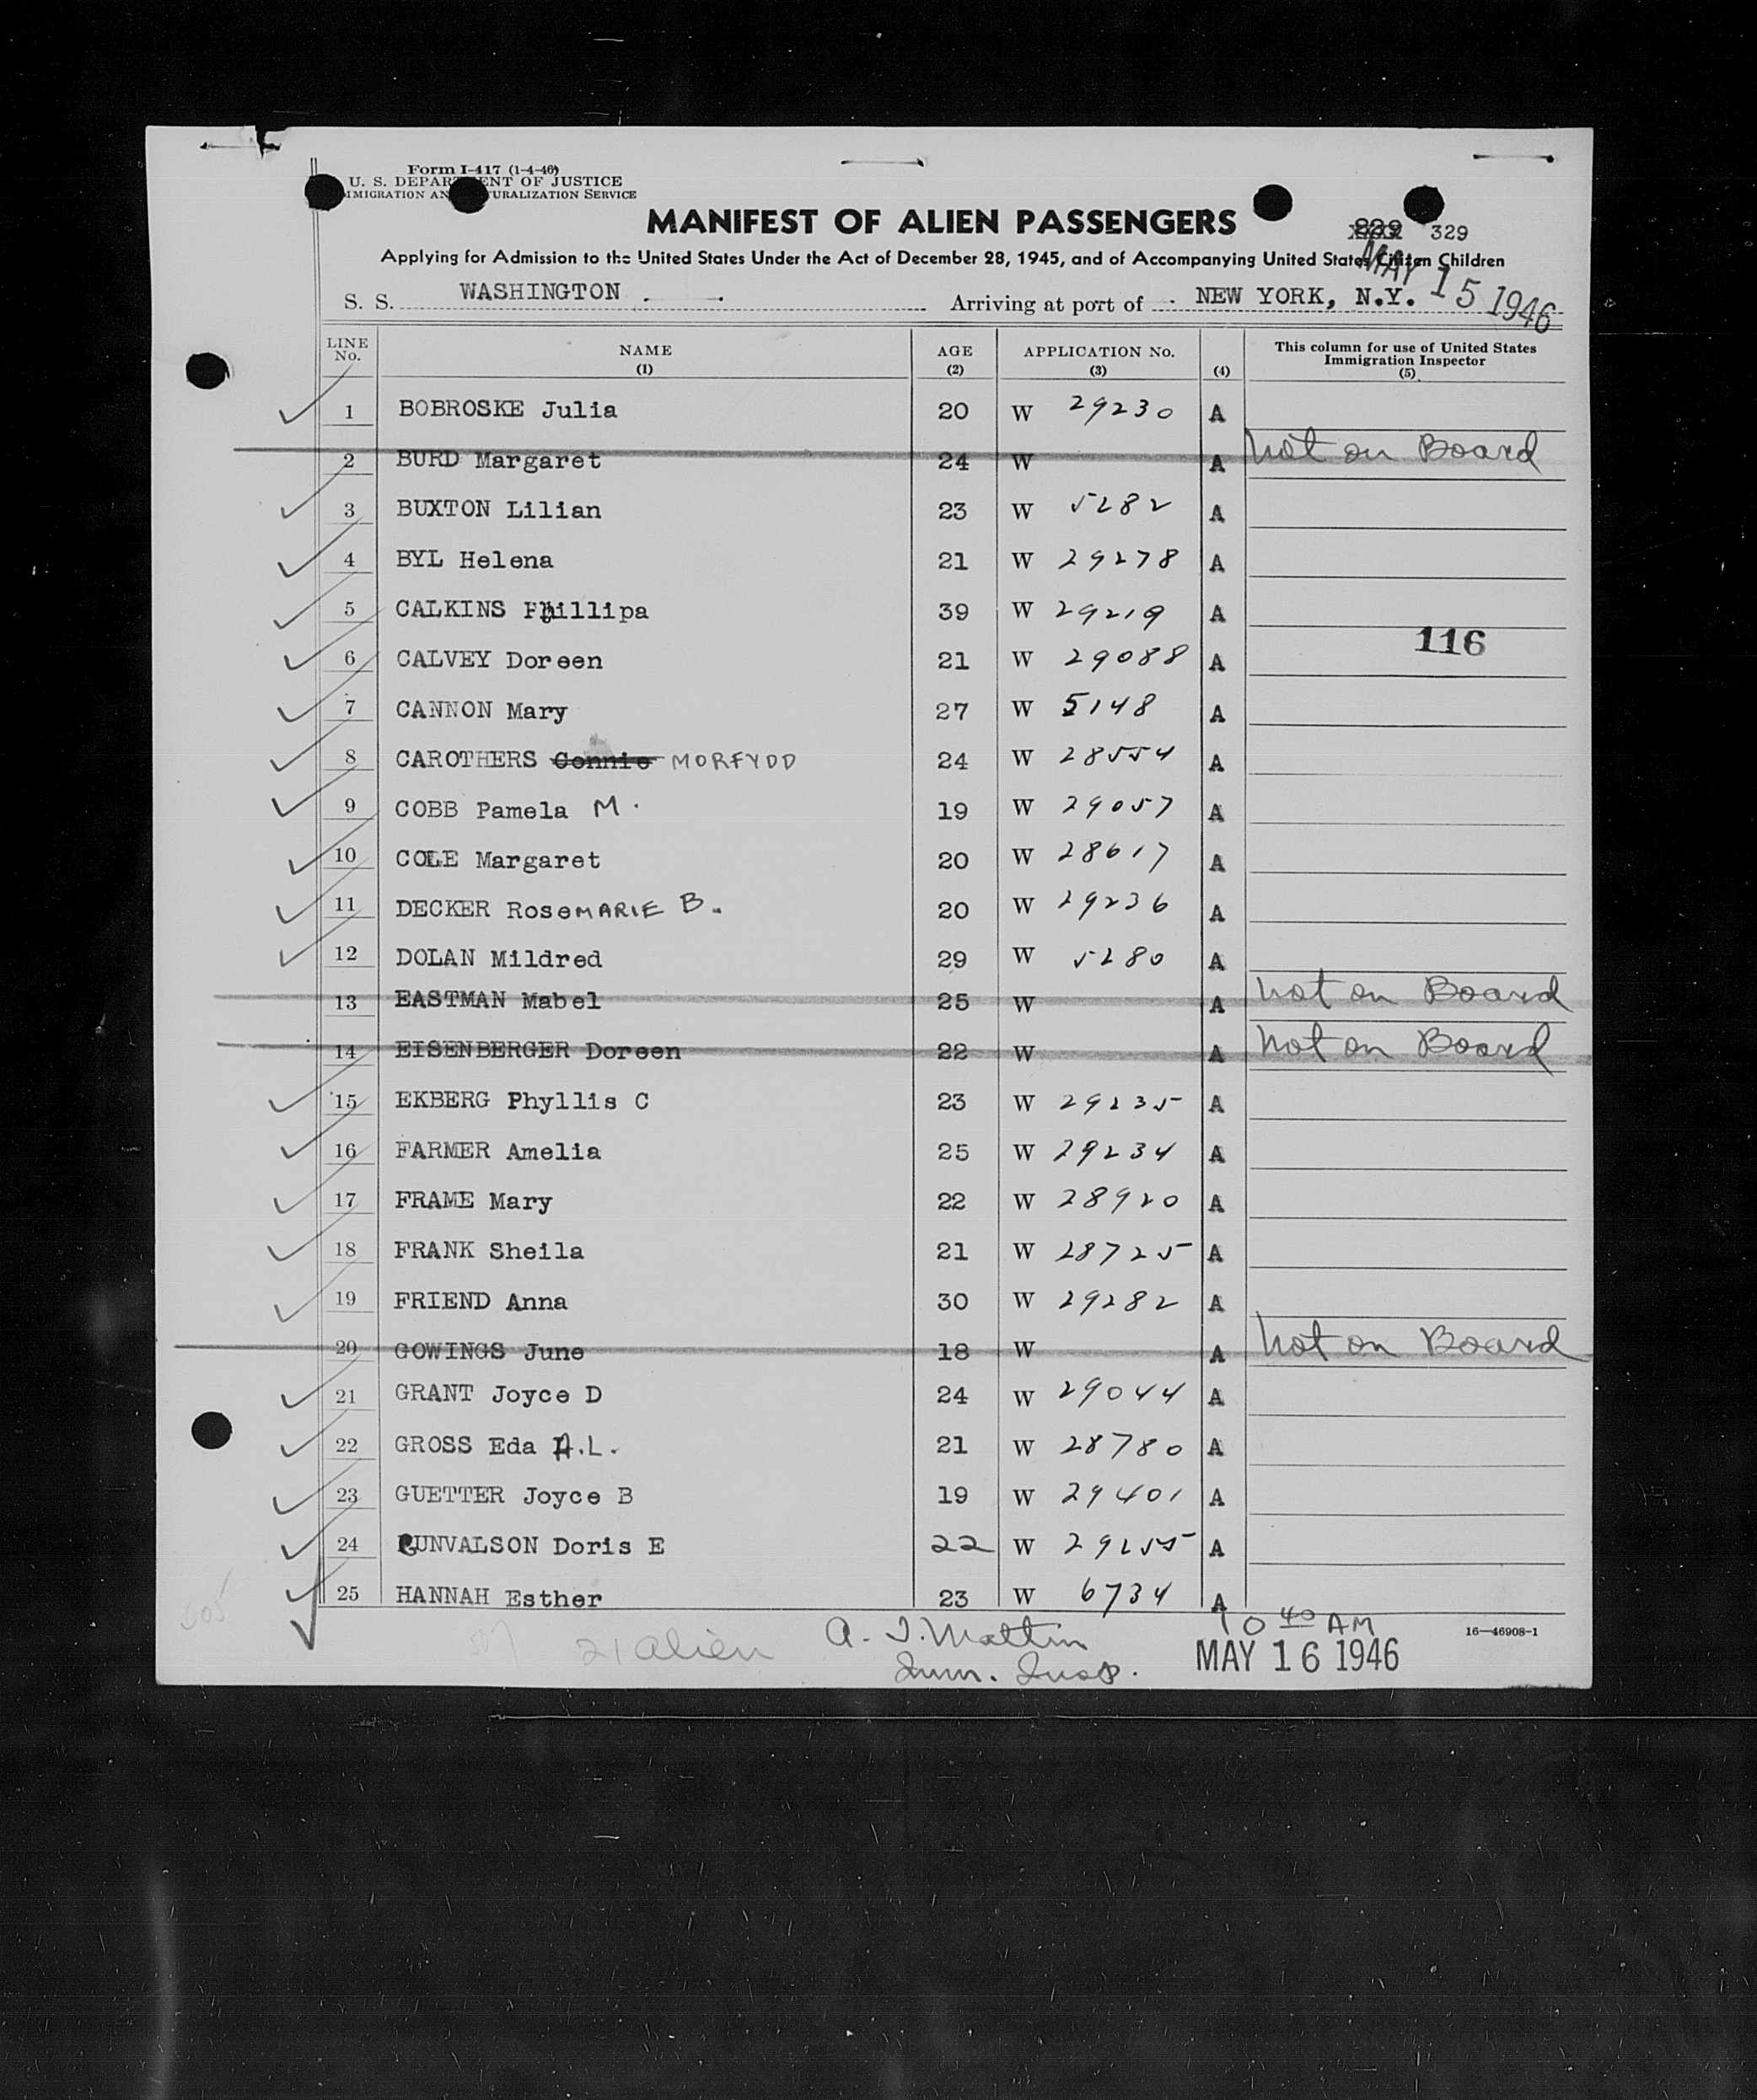 Form I-417 (1-4-46)
U. S. DEPARTMENT OF JUSTICE
IMMIGRATION AND NATURALIZATION SERVICE
MANIFEST OF ALIEN PASSENGERS
329
Applying for Admission to the United States Under the Act of December 28, 1945, and of Accompanying United States Citizen Children
MAY 15 1946
S. S. WASHINGTON Arriving at port of NEW YORK, N.Y.
LINE No. NAME (1) AGE (2) APPLICATION No. (3) (4) This column for use of United States Immigration Inspector (5)
1 BOBROSKE Julia 20 W 29230 A
2 BURD Margaret 24 W A Not on Board
3 BUXTON Lilian 23 W 5282 A
4 BYL Helena 21 W 29278 A
5 CALKINS Phillipa 39 W 29219 A
116
6 CALVEY Doreen 21 W 29088 A
7 CANNON Mary 27 W 5148 A
8 CAROTHERS Connie MORFYDD 24 W 28554 A
9 COBB Pamela M. 19 W 29057 A
10 COLE Margaret 20 W 28617 A
11 DECKER RoseMARIE B. 20 W 29236 A
12 DOLAN Mildred 29 W 5280 A
13 EASTMAN Mabel 25 W A Not on Board
14 EISENBERGER Doreen 22 W A Not on Board
15 EKBERG Phyllis C 23 W 29235 A
16 FARMER Amelia 25 W 29234 A
17 FRAME Mary 22 W 28920 A
18 FRANK Sheila 21 W 28725 A
19 FRIEND Anna 30 W 29282 A
20 GOWINGS June 18 W A Not on Board
21 GRANT Joyce D 24 W 29044 A
22 GROSS Eda A.L. 21 W 28780 A
23 GUETTER Joyce B 19 W 29401 A
24 GUNVALSON Doris E 22 W 29255 A
25 HANNAH Esther 23 W 6734 A
21 alien A. I. Mattin 10 40 AM 16—46908-1
Imm. Insp. MAY 16 1946